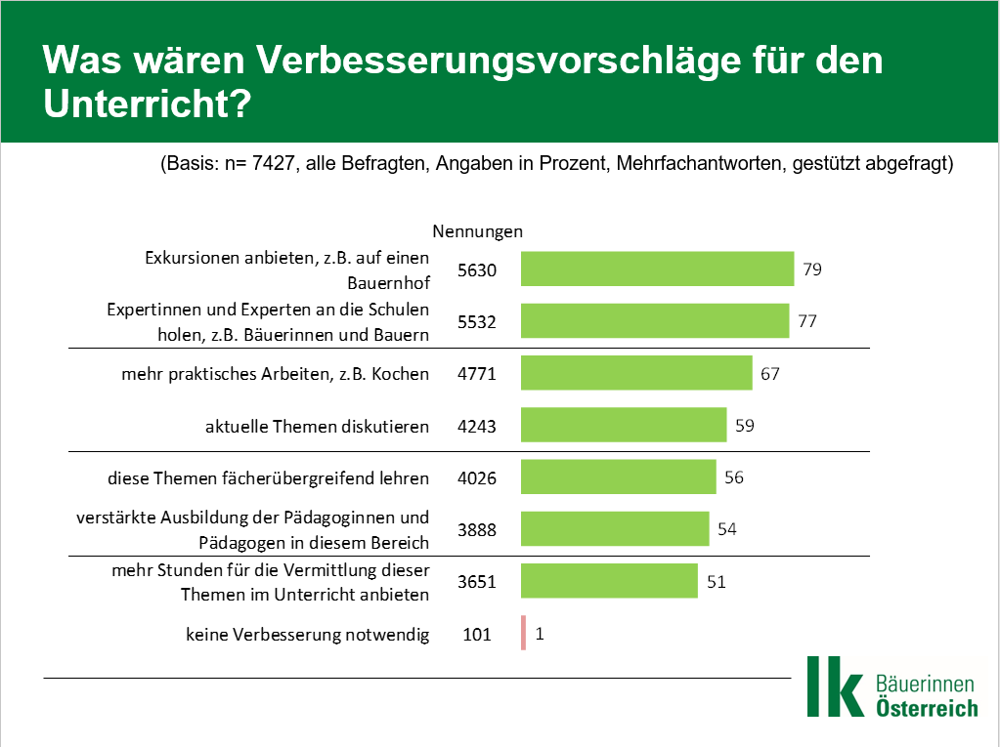 Was wären Verbesserungsvorschläge für den
Unterricht?
(Basis: n= 7427, alle Befragten, Angaben in Prozent, Mehrfachantworten, gestützt abgefragt)
Nennungen
Exkursionen anbieten, z.B. auf einen
Bauernhof 5630 79
Expertinnen und Experten an die Schulen
holen, z.B. Bäuerinnen und Bauern 5532 77
mehr praktisches Arbeiten, z.B. Kochen 4771 67
aktuelle Themen diskutieren 4243 59
diese Themen fächerübergreifend lehren 4026 56
verstärkte Ausbildung der Pädagoginnen und
Pädagogen in diesem Bereich 3888 54
mehr Stunden für die Vermittlung dieser
Themen im Unterricht anbieten 3651 51
keine Verbesserung notwendig 101 1
lk Bäuerinnen
Österreich